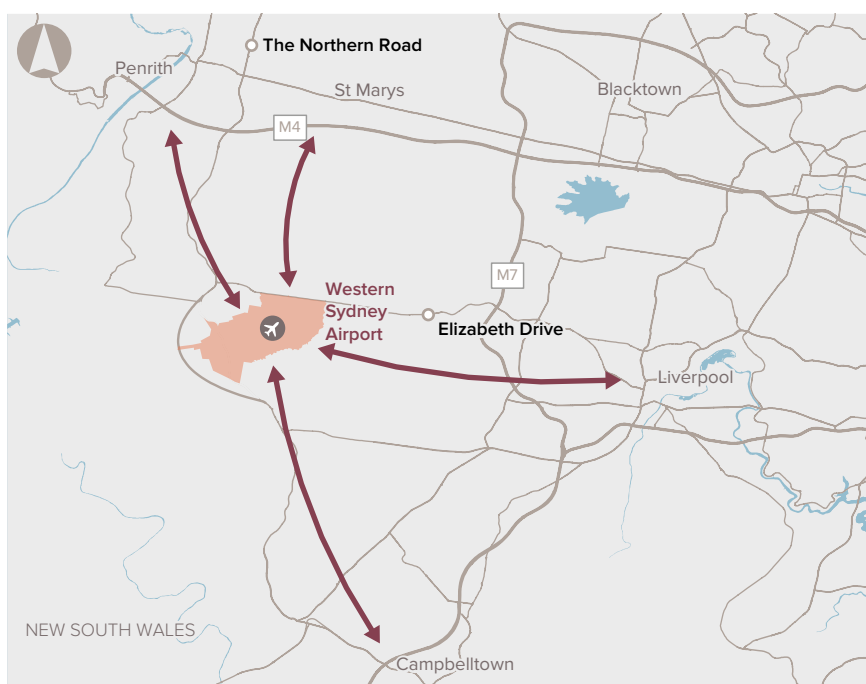 The Northern Road
Penrith
St Marys
Blacktown
M4
M7
Western
Sydney
Airport
Elizabeth Drive
Liverpool
NEW SOUTH WALES
Campbelltown